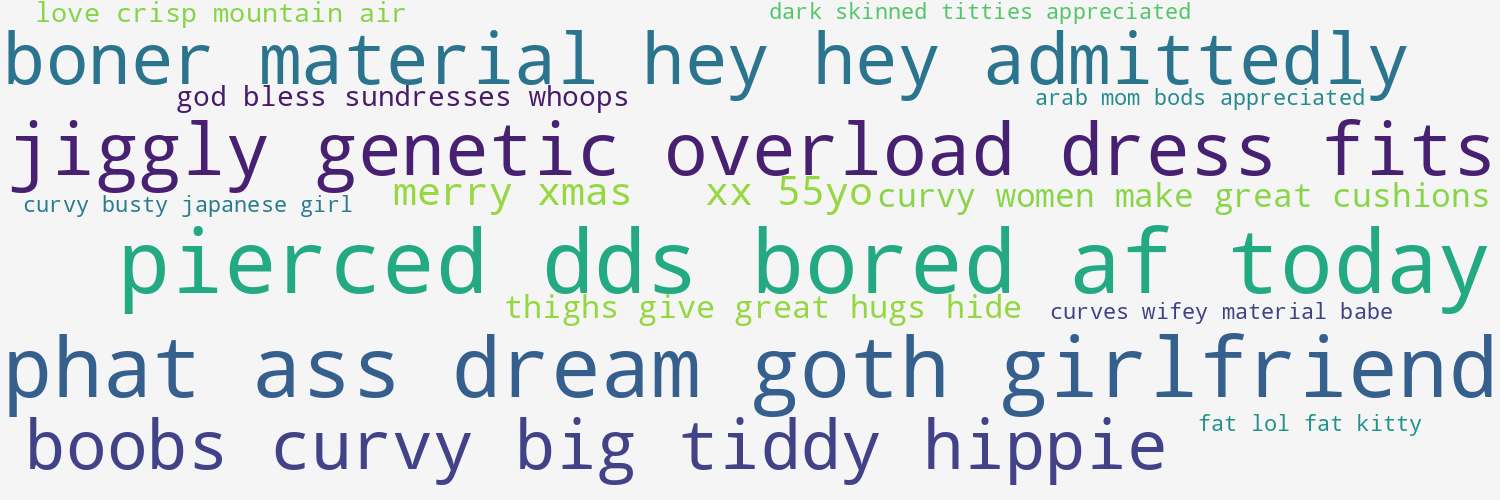 love crisp mountain air
dark skinned titties appreciated
boner material hey hey admittedly
god bless sundresses whoops
arab mom bods appreciated
jiggly genetic overload dress fits
curvy busty japanese girl
merry xmas xx 55yo
curvy women make great cushions
pierced dds bored af today
thighs give great hugs hide
curves wifey material babe
phat ass dream goth girlfriend
boobs curvy big tiddy hippie
fat lol fat kitty